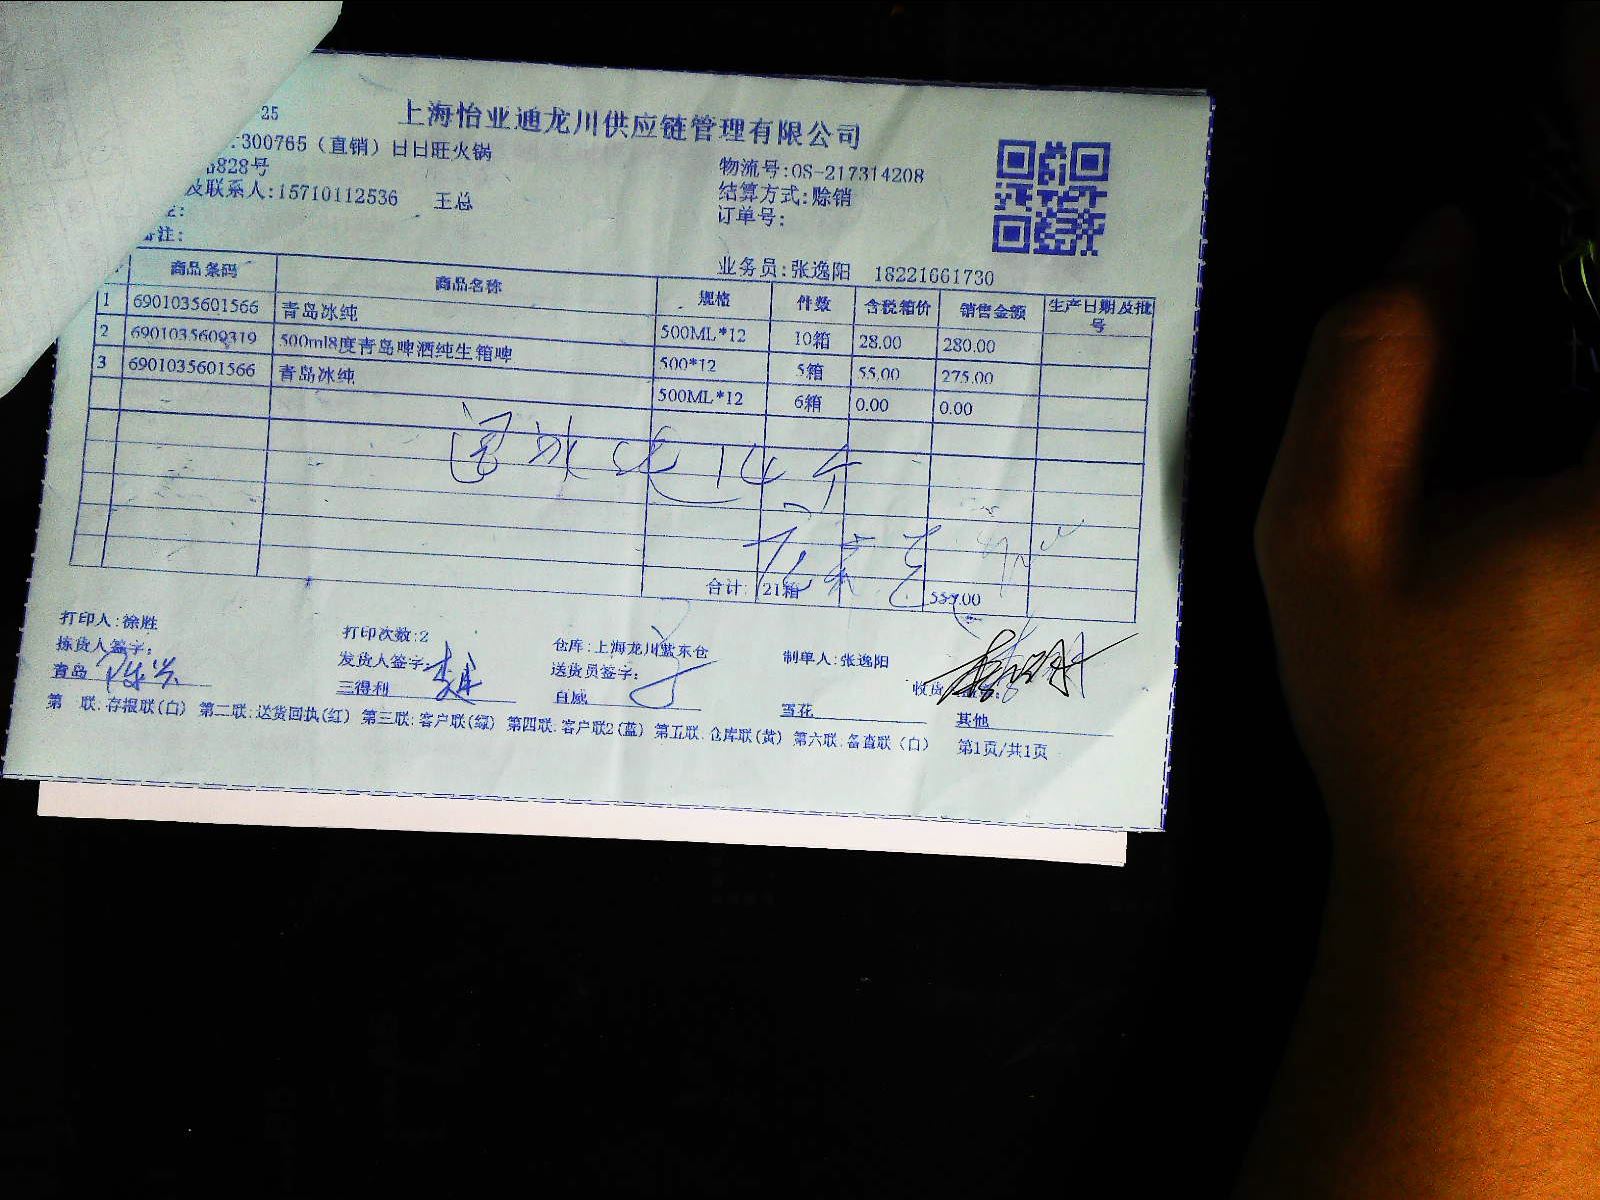 25
上海怡亚通龙川供应链管理有限公司
:300765（直销）日日旺火锅
828号
物流号:OS-217314208
及联系人:15710112536 王总
结算方式:赊销
订单号:
备注:
业务员:张逸阳 18221661730
商品条码 商品名称 规格 件数 含税箱价 销售金额 生产日期及批号
1 6901035601566 青岛冰纯 500ML*12 10箱 28.00 280.00
2 6901035609319 500ml8度青岛啤酒纯生箱啤 500*12 5箱 55.00 275.00
3 6901035601566 青岛冰纯 500ML*12 6箱 0.00 0.00
冰纯14个
合计: 21箱 555.00
打印人:徐胜 打印次数:2 仓库:上海龙川蓝东仓 制单人:张逸阳
拣货人签字: 发货人签字: 送货员签字: 收货
青岛 三得利 百威 雪花 其他
第 联:存报联(白) 第二联:送货回执(红) 第三联:客户联(绿) 第四联:客户联2(蓝) 第五联:仓库联(黄) 第六联:备查联（白） 第1页/共1页